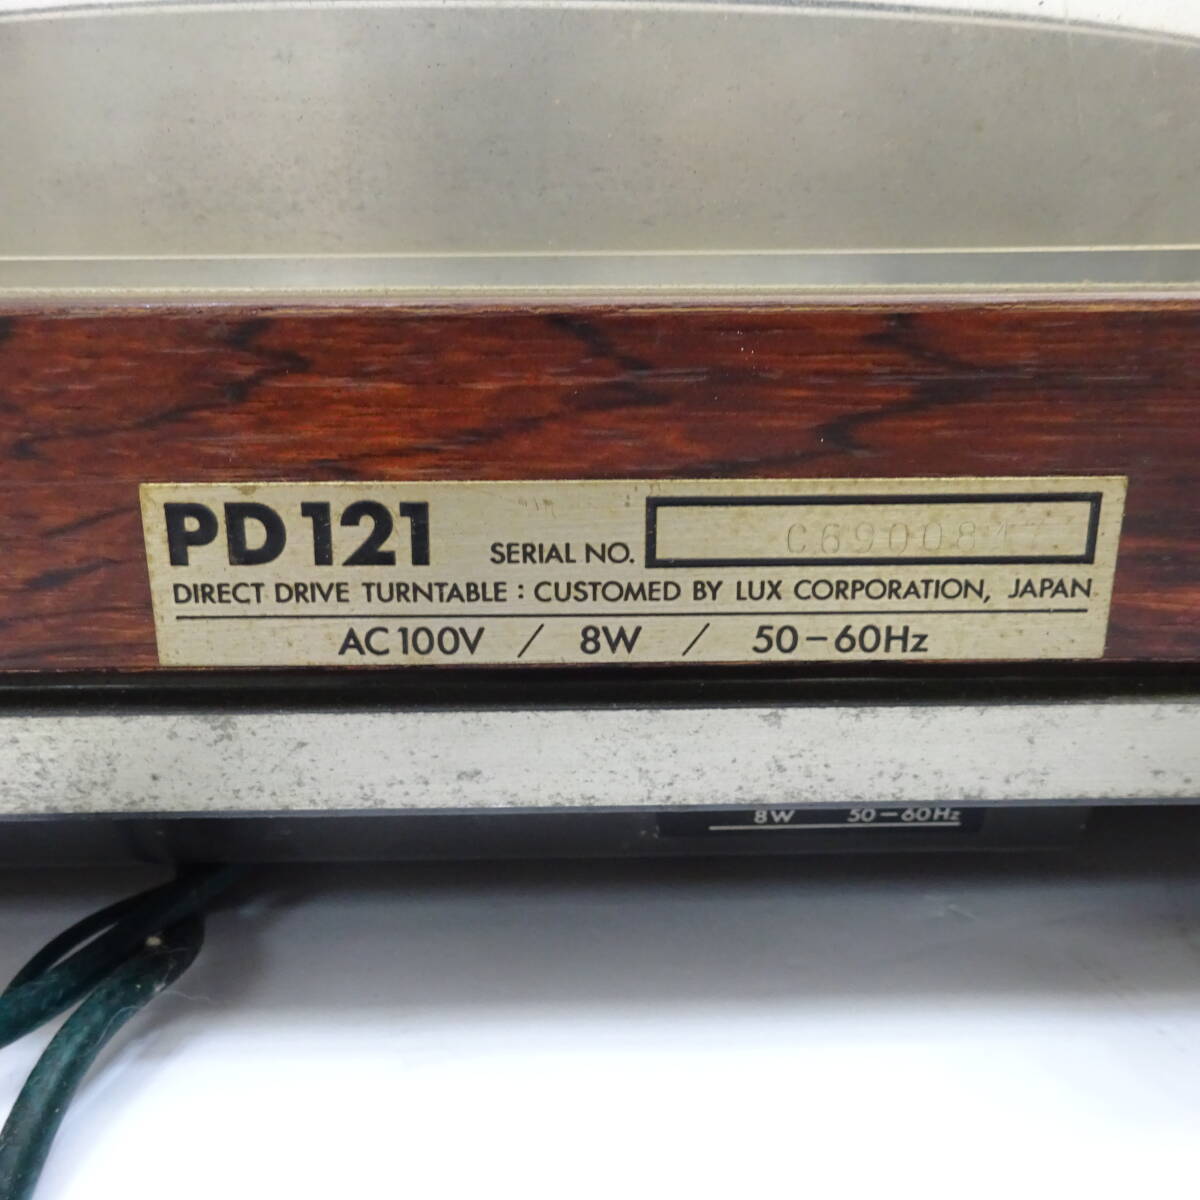 PD 121 SERIAL NO. C6900847
DIRECT DRIVE TURNTABLE : CUSTOMED BY LUX CORPORATION, JAPAN
AC 100V / 8W / 50-60Hz
8W 50-60Hz